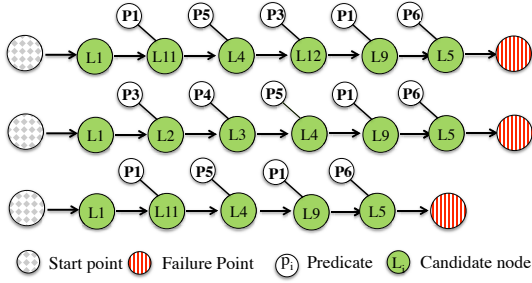 P1 P5 P3 P1 P6
L1 L11 L4 L12 L9 L5
P3 P4 P5 P1 P6
L1 L2 L3 L4 L9 L5
P1 P5 P1 P6
L1 L11 L4 L9 L5
Start point Failure Point Pi Predicate Li Candidate node